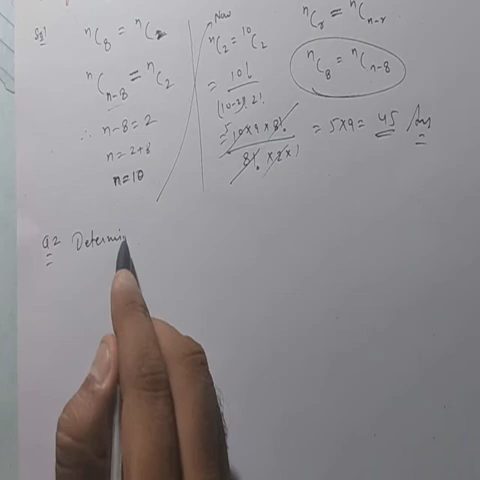 Sol ⁿC₈ = ⁿC₂
ⁿCₙ₋₈ = ⁿC₂
∴ n-8=2
n=2+8
n=10
Now
ⁿC₂ = ¹⁰C₂
= 10!
(10-2)! 2!
= 5 10×9×8! = 5×9= 45 Ans
8! ×2×1
ⁿCᵣ = ⁿCₙ₋ᵣ
ⁿC₈ = ⁿCₙ₋₈
Q2 Determin